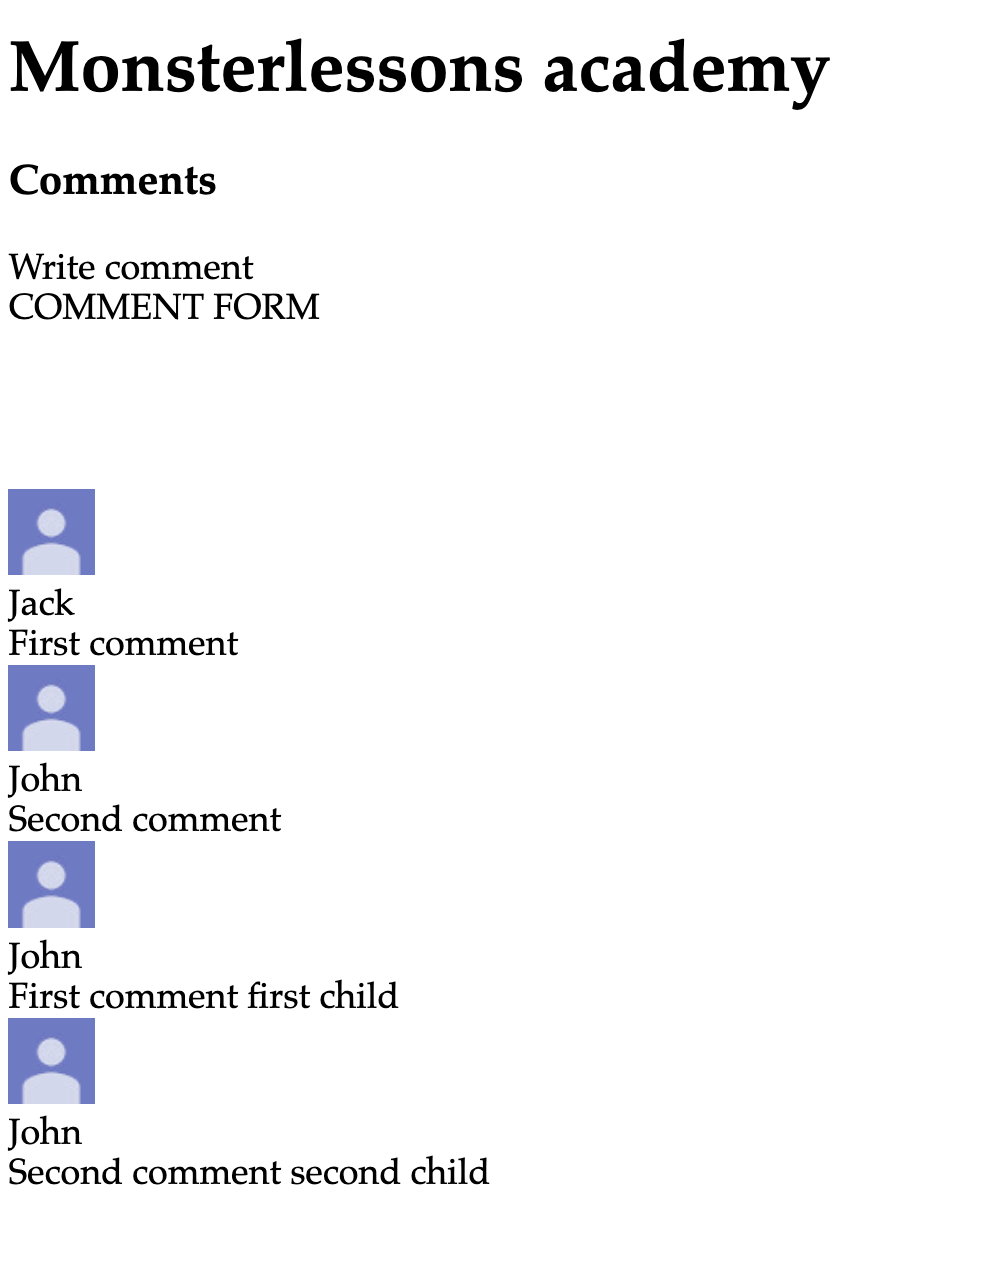 Monsterlessons academy
Comments
Write comment
COMMENT FORM
Jack
First comment
John
Second comment
John
First comment first child
John
Second comment second child